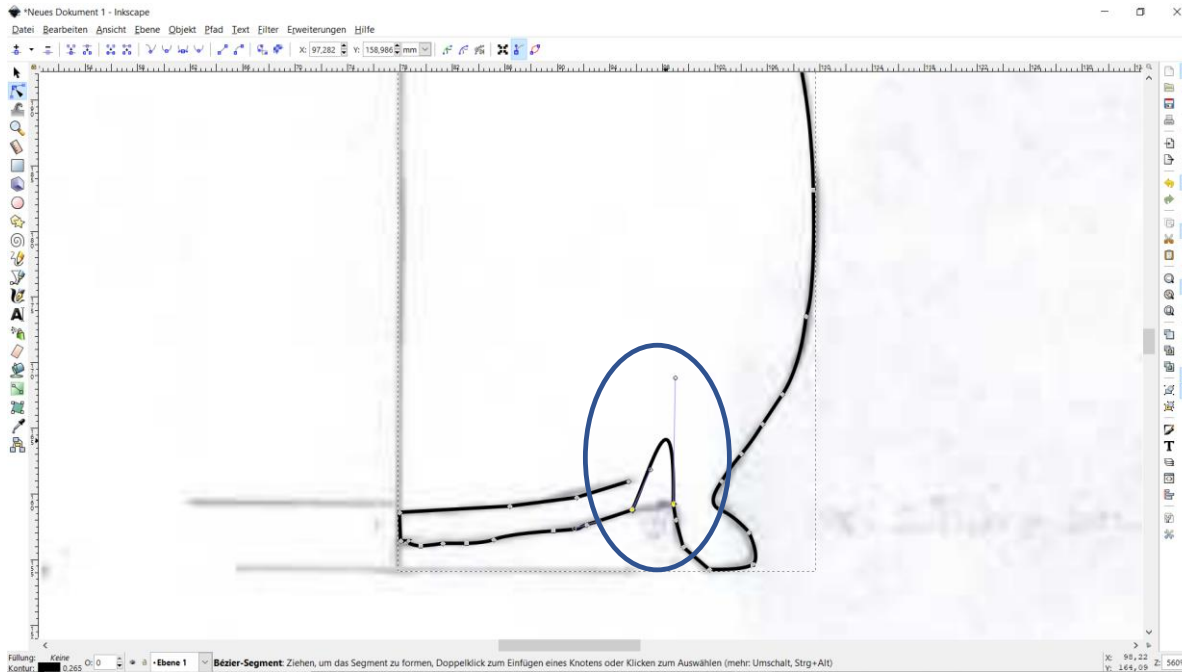 *Neues Dokument 1 - Inkscape
Datei Bearbeiten Ansicht Ebene Objekt Pfad Text Filter Erweiterungen Hilfe
X: 97,282 Y: 158,986 mm
Füllung: Keine
Kontur: 0,265 O: 0 Ebene 1 Bézier-Segment: Ziehen, um das Segment zu formen, Doppelklick zum Einfügen eines Knotens oder Klicken zum Auswählen (mehr: Umschalt, Strg+Alt) X: 98,22 Y: 164,09 Z: 560